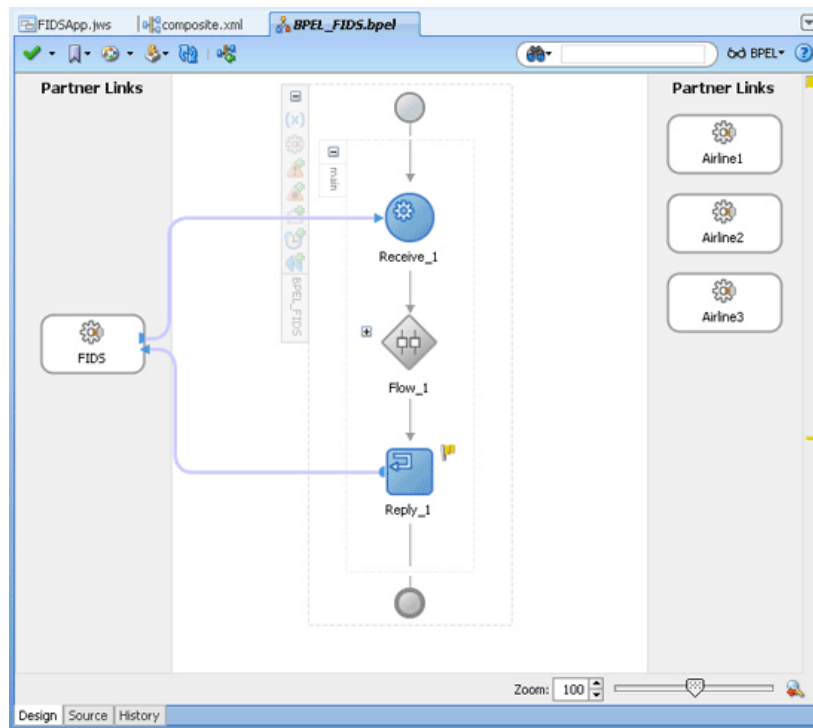 FIDSApp.jws
composite.xml
BPEL_FIDS.bpel
BPEL
Partner Links
Partner Links
(x)
main
BPEL_FIDS
Receive_1
Flow_1
Reply_1
FIDS
Airline1
Airline2
Airline3
Zoom: 100
Design Source History